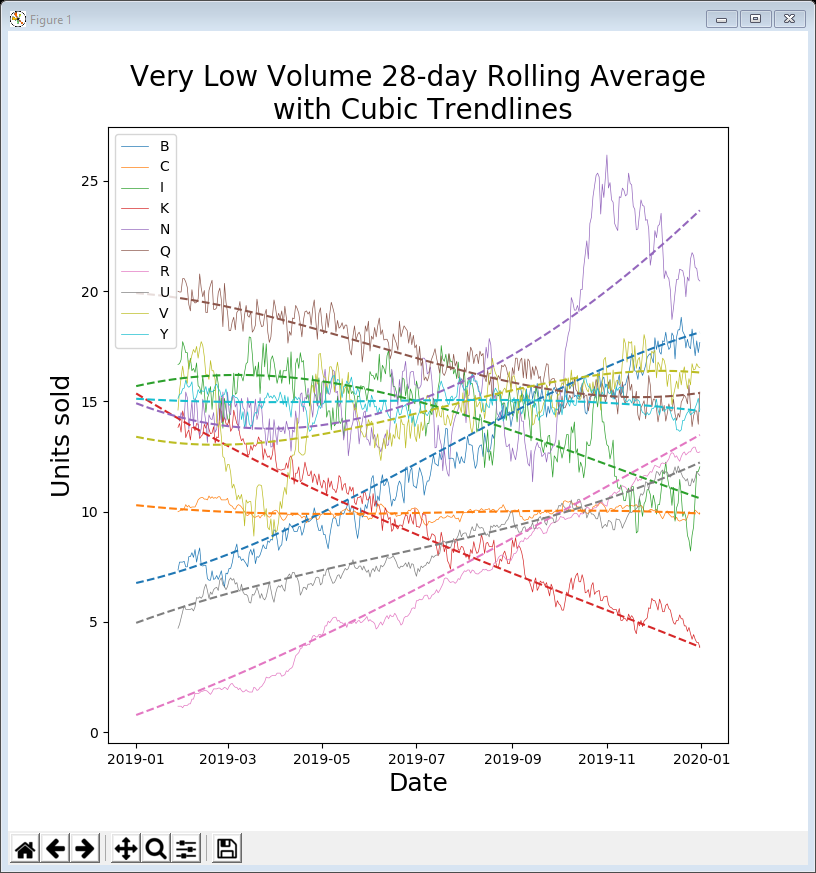 Figure 1
Very Low Volume 28-day Rolling Average
with Cubic Trendlines
B
C
I
K
N
Q
R
U
V
Y
25
20
15
10
5
0
Units sold
2019-01 2019-03 2019-05 2019-07 2019-09 2019-11 2020-01
Date